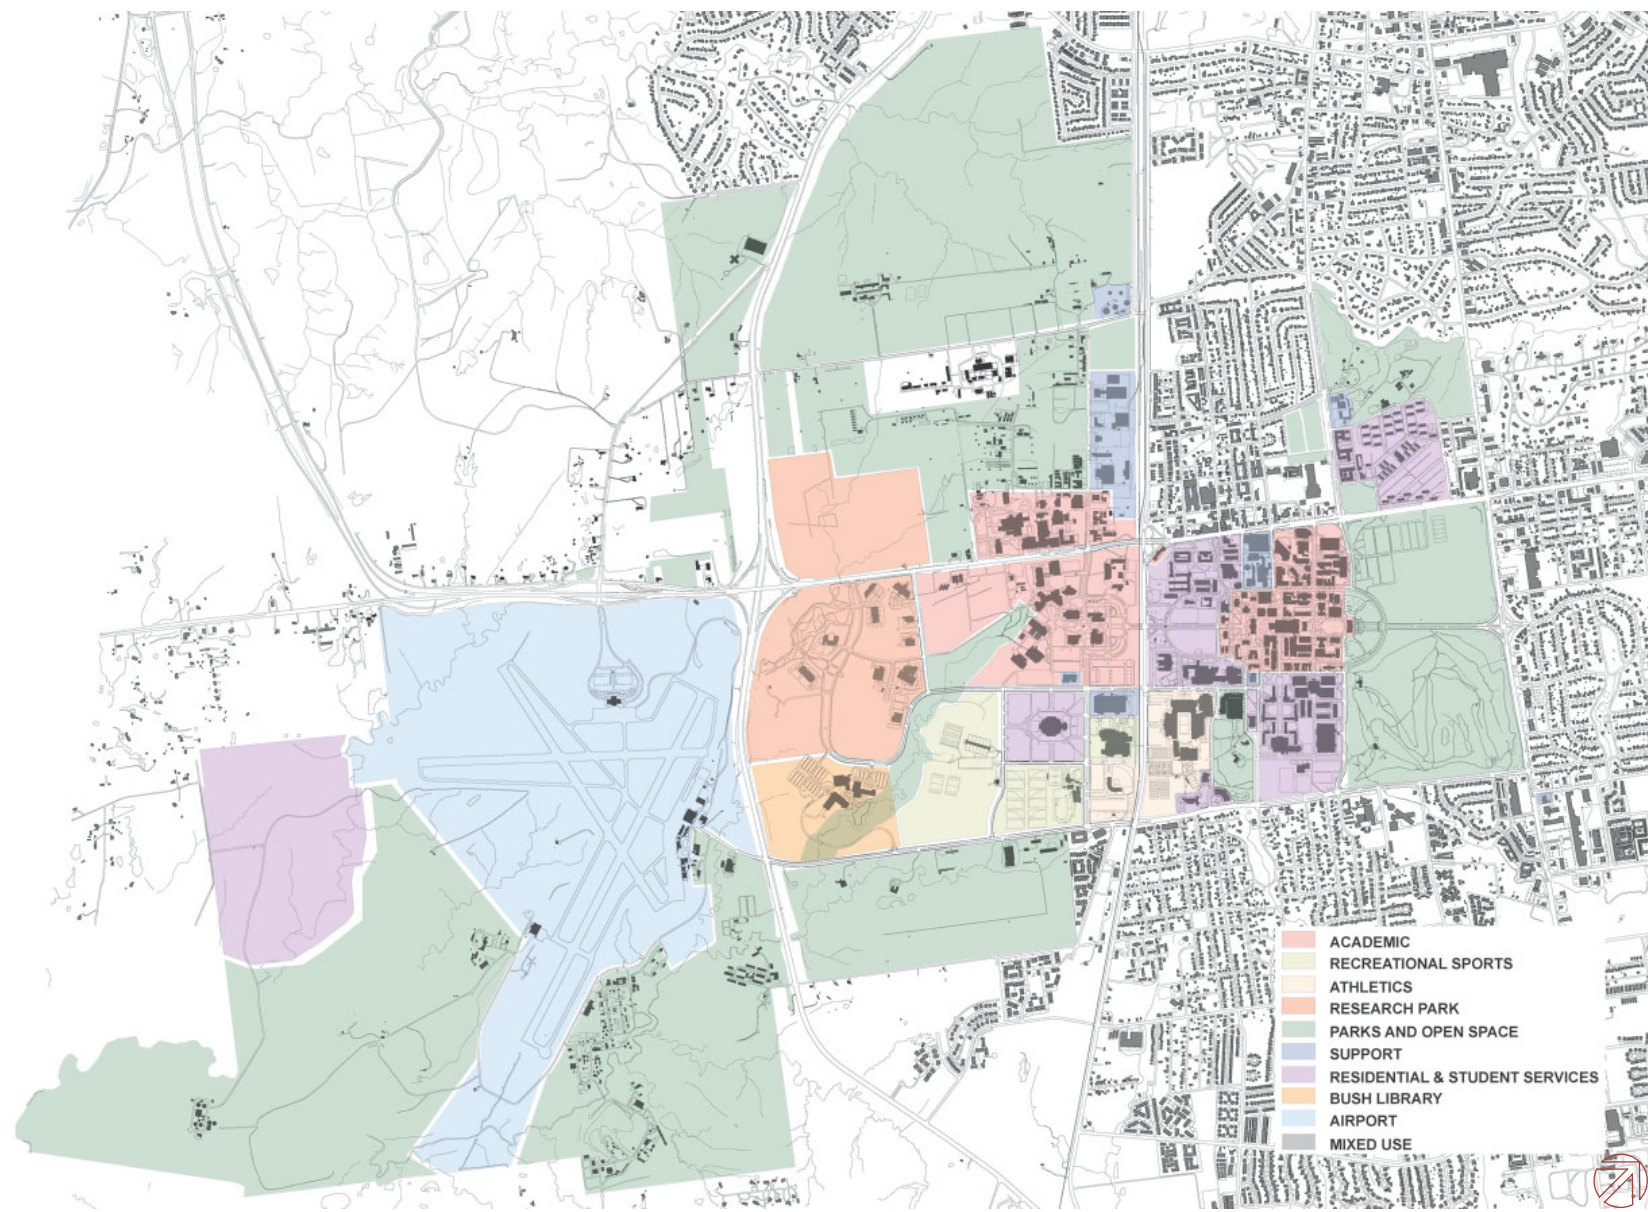 ACADEMIC
RECREATIONAL SPORTS
ATHLETICS
RESEARCH PARK
PARKS AND OPEN SPACE
SUPPORT
RESIDENTIAL & STUDENT SERVICES
BUSH LIBRARY
AIRPORT
MIXED USE